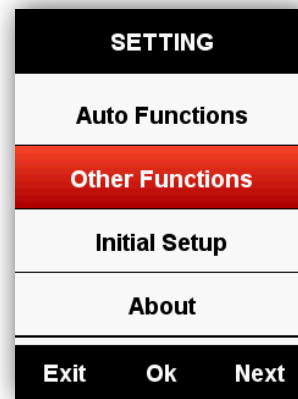 SETTING
Auto Functions
Other Functions
Initial Setup
About
Exit Ok Next